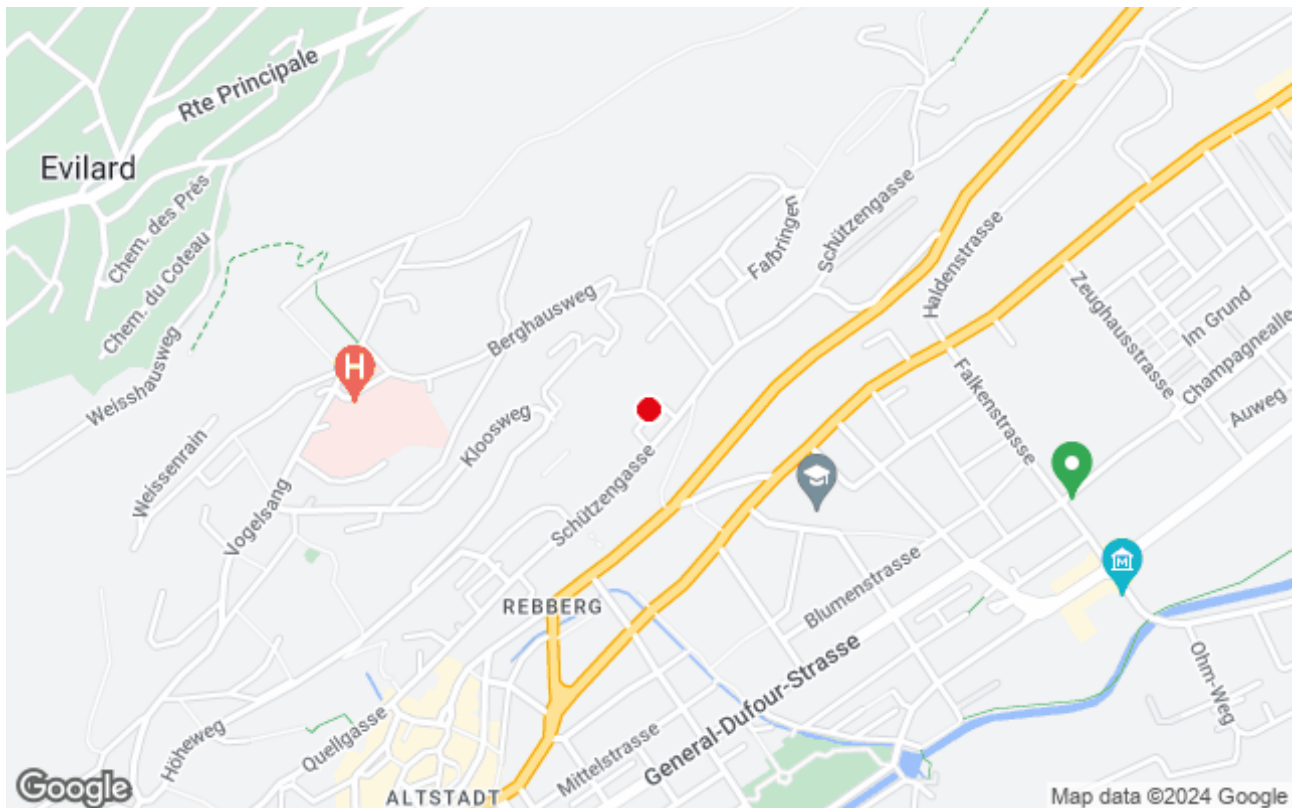 Rte Principale
Evilard
Chem. des Prés
Chem. du Coteau
Weisshausweg
Berghausweg
Falbringen
Schützengasse
Haldenstrasse
Zeughausstrasse
Im Grund
Champagneallee
Auweg
Falkenstrasse
H
Kloosweg
Weissenrain
Vogelsang
Schützengasse
Blumenstrasse
REBBERG
General-Dufour-Strasse
Ohm-Weg
Höheweg
Quellgasse
Mittelstrasse
ALTSTADT
M
Google
Map data ©2024 Google